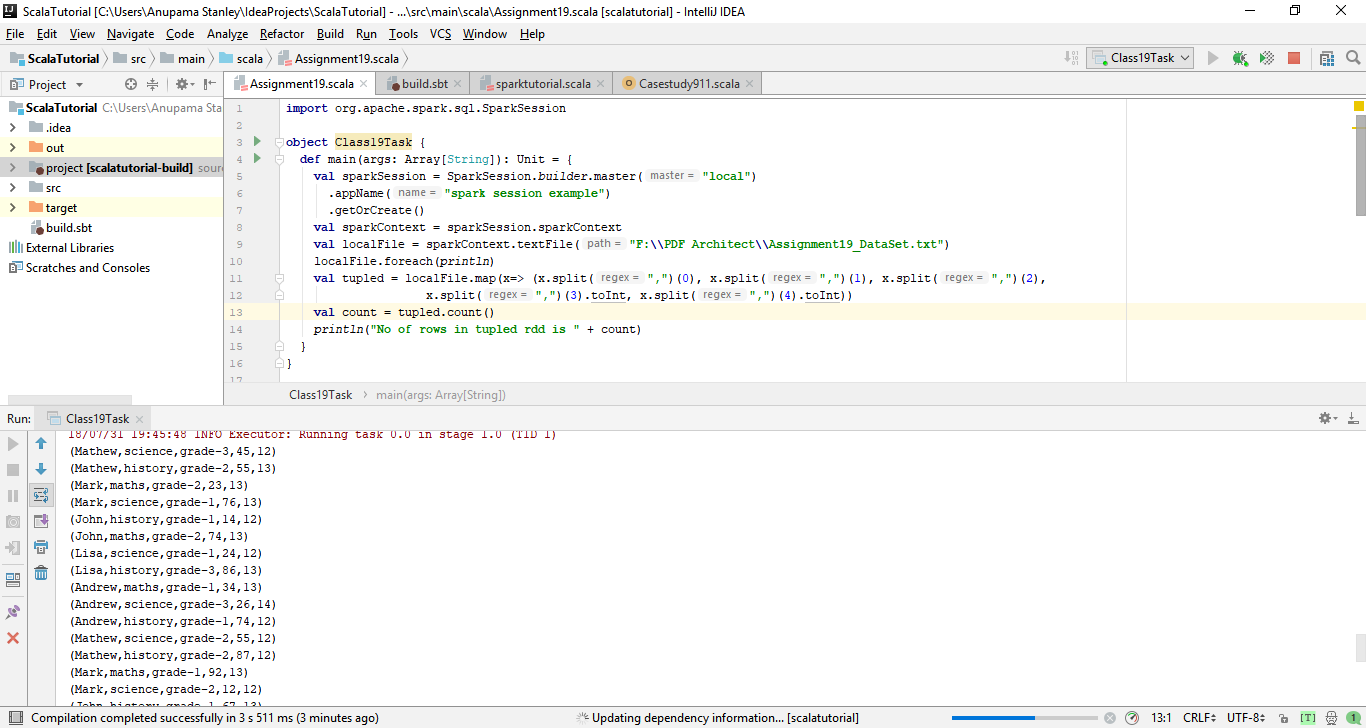 ScalaTutorial [C:\Users\Anupama Stanley\IdeaProjects\ScalaTutorial] - ...\src\main\scala\Assignment19.scala [scalatutorial] - IntelliJ IDEA
File Edit View Navigate Code Analyze Refactor Build Run Tools VCS Window Help
ScalaTutorial src main scala Assignment19.scala Class19Task
Project Assignment19.scala build.sbt sparktutorial.scala Casestudy911.scala
ScalaTutorial C:\Users\Anupama Sta
.idea
out
project [scalatutorial-build] sourc
src
target
build.sbt
External Libraries
Scratches and Consoles
1 import org.apache.spark.sql.SparkSession
2
3 object Class19Task {
4 def main(args: Array[String]): Unit = {
5 val sparkSession = SparkSession.builder.master( master = "local")
6 .appName( name = "spark session example")
7 .getOrCreate()
8 val sparkContext = sparkSession.sparkContext
9 val localFile = sparkContext.textFile( path = "F:\\PDF Architect\\Assignment19_DataSet.txt")
10 localFile.foreach(println)
11 val tupled = localFile.map(x=> (x.split( regex = ",")(0), x.split( regex = ",")(1), x.split( regex = ",")(2),
12 x.split( regex = ",")(3).toInt, x.split( regex = ",")(4).toInt))
13 val count = tupled.count()
14 println("No of rows in tupled rdd is " + count)
15 }
16 }
17
Class19Task main(args: Array[String])
Run: Class19Task
18/07/31 19:45:48 INFO Executor: Running task 0.0 in stage 1.0 (TID 1)
(Mathew,science,grade-3,45,12)
(Mathew,history,grade-2,55,13)
(Mark,maths,grade-2,23,13)
(Mark,science,grade-1,76,13)
(John,history,grade-1,14,12)
(John,maths,grade-2,74,13)
(Lisa,science,grade-1,24,12)
(Lisa,history,grade-3,86,13)
(Andrew,maths,grade-1,34,13)
(Andrew,science,grade-3,26,14)
(Andrew,history,grade-1,74,12)
(Mathew,science,grade-2,55,12)
(Mathew,history,grade-2,87,12)
(Mark,maths,grade-1,92,13)
(Mark,science,grade-2,12,12)
(John,history,grade-1,67,13)
Compilation completed successfully in 3 s 511 ms (3 minutes ago) Updating dependency information... [scalatutorial] 13:1 CRLF UTF-8 [T] 1